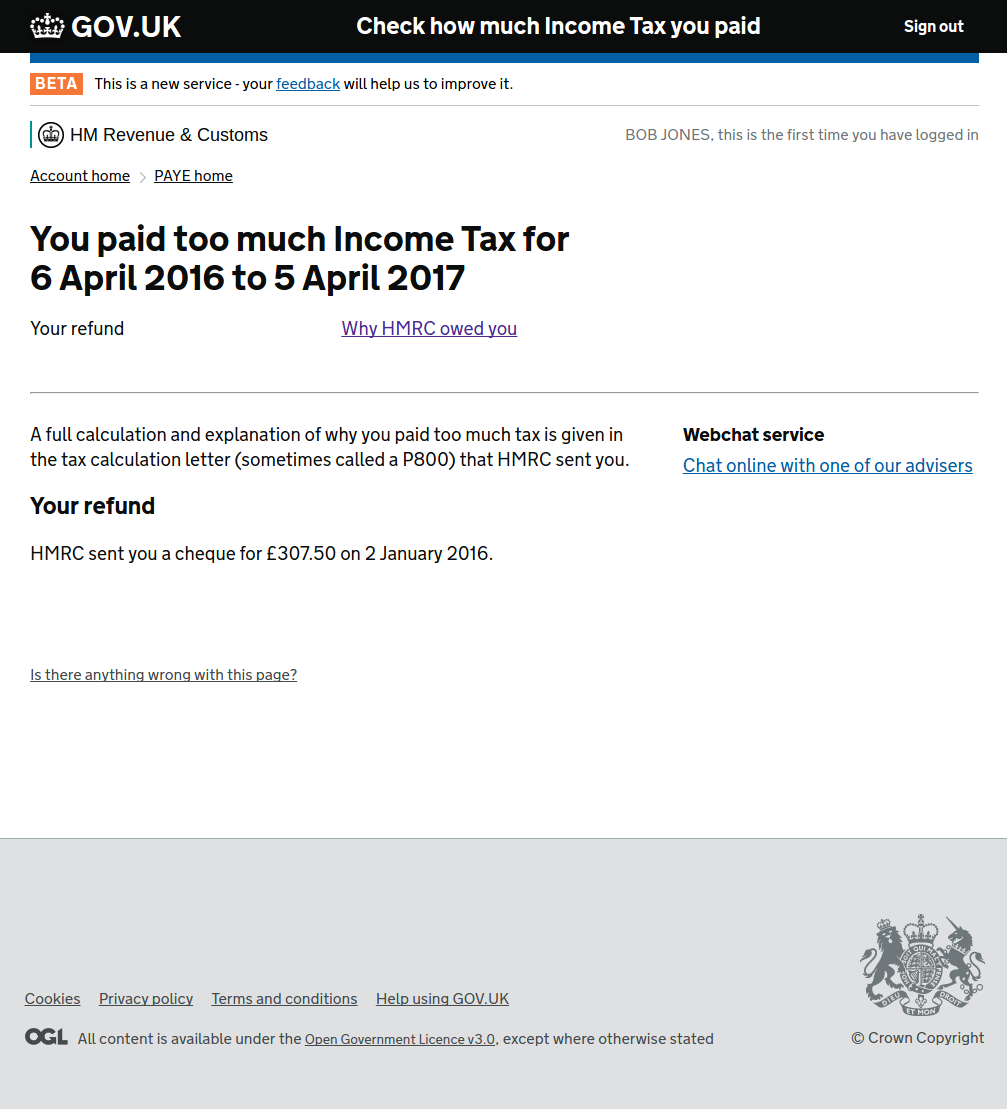 GOV.UK Check how much Income Tax you paid Sign out
BETA This is a new service - your feedback will help us to improve it.
HM Revenue & Customs BOB JONES, this is the first time you have logged in
Account home PAYE home
You paid too much Income Tax for
6 April 2016 to 5 April 2017
Your refund Why HMRC owed you
A full calculation and explanation of why you paid too much tax is given in
the tax calculation letter (sometimes called a P800) that HMRC sent you.
Webchat service
Chat online with one of our advisers
Your refund
HMRC sent you a cheque for £307.50 on 2 January 2016.
Is there anything wrong with this page?
Cookies Privacy policy Terms and conditions Help using GOV.UK
OGL All content is available under the Open Government Licence v3.0, except where otherwise stated
DIEU ET MON DROIT
© Crown Copyright